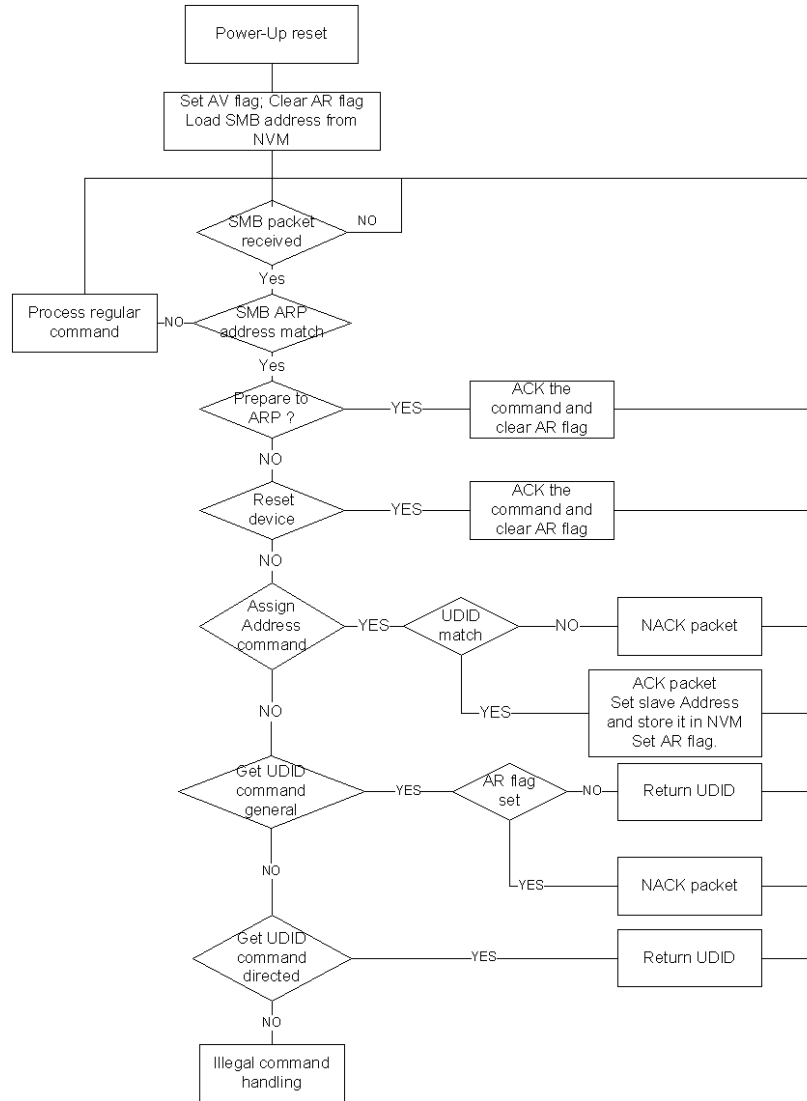 Power-Up reset
Set AV flag; Clear AR flag
Load SMB address from
NVM
SMB packet
received
NO
Yes
Process regular
command
NO
SMB ARP
address match
Yes
Prepare to
ARP ?
YES
ACK the
command and
clear AR flag
NO
Reset
device
YES
ACK the
command and
clear AR flag
NO
Assign
Address
command
YES
UDID
match
NO
NACK packet
YES
ACK packet
Set slave Address
and store it in NVM
Set AR flag.
NO
Get UDID
command
general
YES
AR flag
set
NO
Return UDID
YES
NACK packet
NO
Get UDID
command
directed
YES
Return UDID
NO
Illegal command
handling